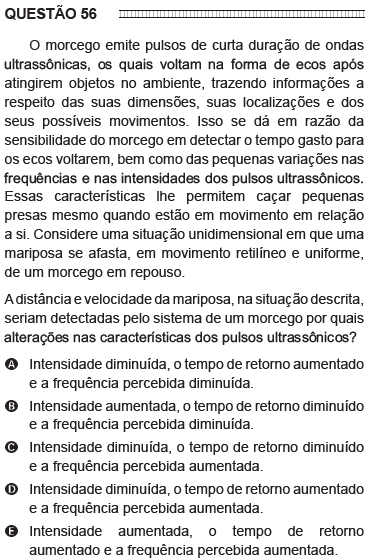 QUESTÃO 56
O morcego emite pulsos de curta duração de ondas
ultrassônicas, os quais voltam na forma de ecos após
atingirem objetos no ambiente, trazendo informações a
respeito das suas dimensões, suas localizações e dos
seus possíveis movimentos. Isso se dá em razão da
sensibilidade do morcego em detectar o tempo gasto para
os ecos voltarem, bem como das pequenas variações nas
frequências e nas intensidades dos pulsos ultrassônicos.
Essas características lhe permitem caçar pequenas
presas mesmo quando estão em movimento em relação
a si. Considere uma situação unidimensional em que uma
mariposa se afasta, em movimento retilíneo e uniforme,
de um morcego em repouso.
A distância e velocidade da mariposa, na situação descrita,
seriam detectadas pelo sistema de um morcego por quais
alterações nas características dos pulsos ultrassônicos?
A Intensidade diminuída, o tempo de retorno aumentado
e a frequência percebida diminuída.
B Intensidade aumentada, o tempo de retorno diminuído
e a frequência percebida diminuída.
C Intensidade diminuída, o tempo de retorno diminuído
e a frequência percebida aumentada.
D Intensidade diminuída, o tempo de retorno aumentado
e a frequência percebida aumentada.
E Intensidade aumentada, o tempo de retorno
aumentado e a frequência percebida aumentada.